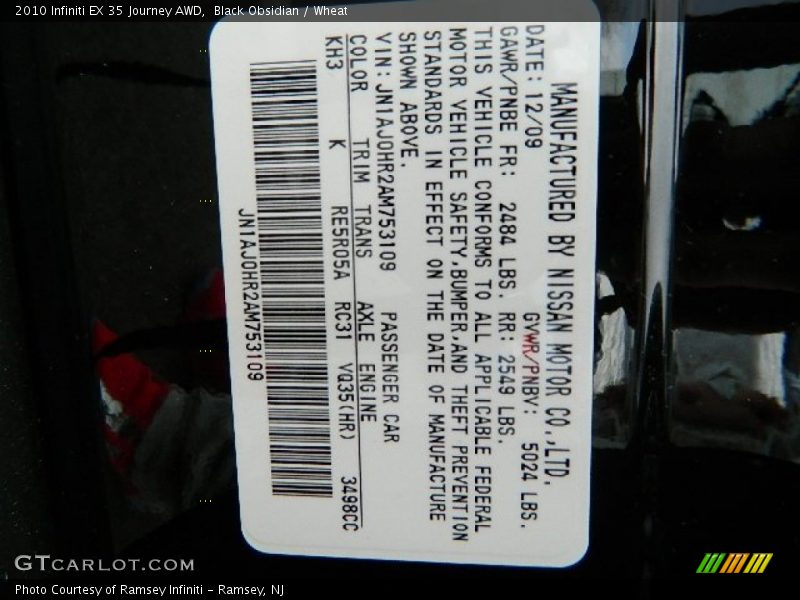 2010 Infiniti EX 35 Journey AWD, Black Obsidian / Wheat
MANUFACTURED BY NISSAN MOTOR CO.,LTD.
DATE: 12/09 GVWR/PNBV: 5024 LBS.
GAWR/PNBE FR: 2484 LBS. RR: 2549 LBS.
THIS VEHICLE CONFORMS TO ALL APPLICABLE FEDERAL
MOTOR VEHICLE SAFETY,BUMPER,AND THEFT PREVENTION
STANDARDS IN EFFECT ON THE DATE OF MANUFACTURE
SHOWN ABOVE.
VIN:JN1AJ0HR2AM753109 PASSENGER CAR
COLOR TRIM TRANS AXLE ENGINE
KH3 K RE5R05A RC31 VQ35(HR) 3498CC
JN1AJ0HR2AM753109
GTCARLOT.COM
Photo Courtesy of Ramsey Infiniti - Ramsey, NJ